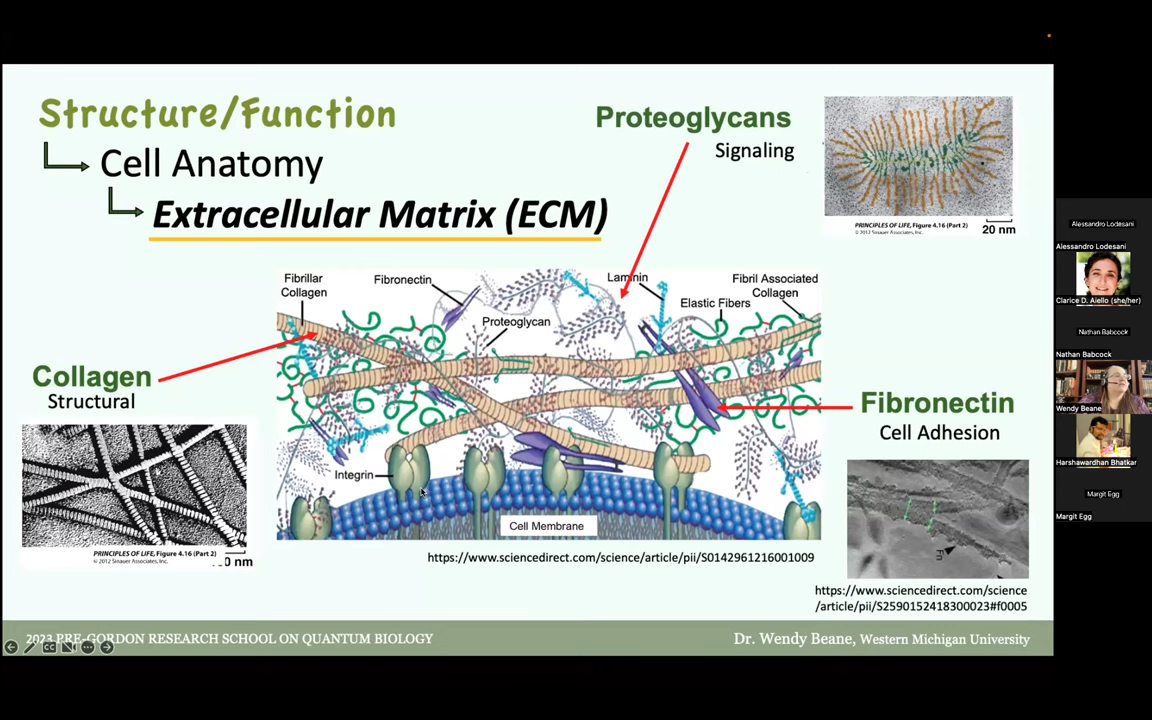 Structure/Function
Cell Anatomy
Extracellular Matrix (ECM)
Proteoglycans
Signaling
PRINCIPLES OF LIFE, Figure 4.16 (Part 2)
© 2012 Sinauer Associates, Inc.
20 nm
Fibrillar
Collagen
Fibronectin
Laminin
Fibril Associated
Collagen
Elastic Fibers
Proteoglycan
Integrin
Cell Membrane
https://www.sciencedirect.com/science/article/pii/S0142961216001009
Collagen
Structural
PRINCIPLES OF LIFE, Figure 4.16 (Part 2)
© 2012 Sinauer Associates, Inc.
00 nm
Fibronectin
Cell Adhesion
Fn
https://www.sciencedirect.com/science
/article/pii/S2590152418300023#f0005
2023 PRE-GORDON RESEARCH SCHOOL ON QUANTUM BIOLOGY
Dr. Wendy Beane, Western Michigan University
CC
Alessandro Lodesani
Alessandro Lodesani
Clarice D. Aiello (she/her)
Nathan Babcock
Nathan Babcock
Wendy Beane
Harshawardhan Bhatkar
Margit Egg
Margit Egg